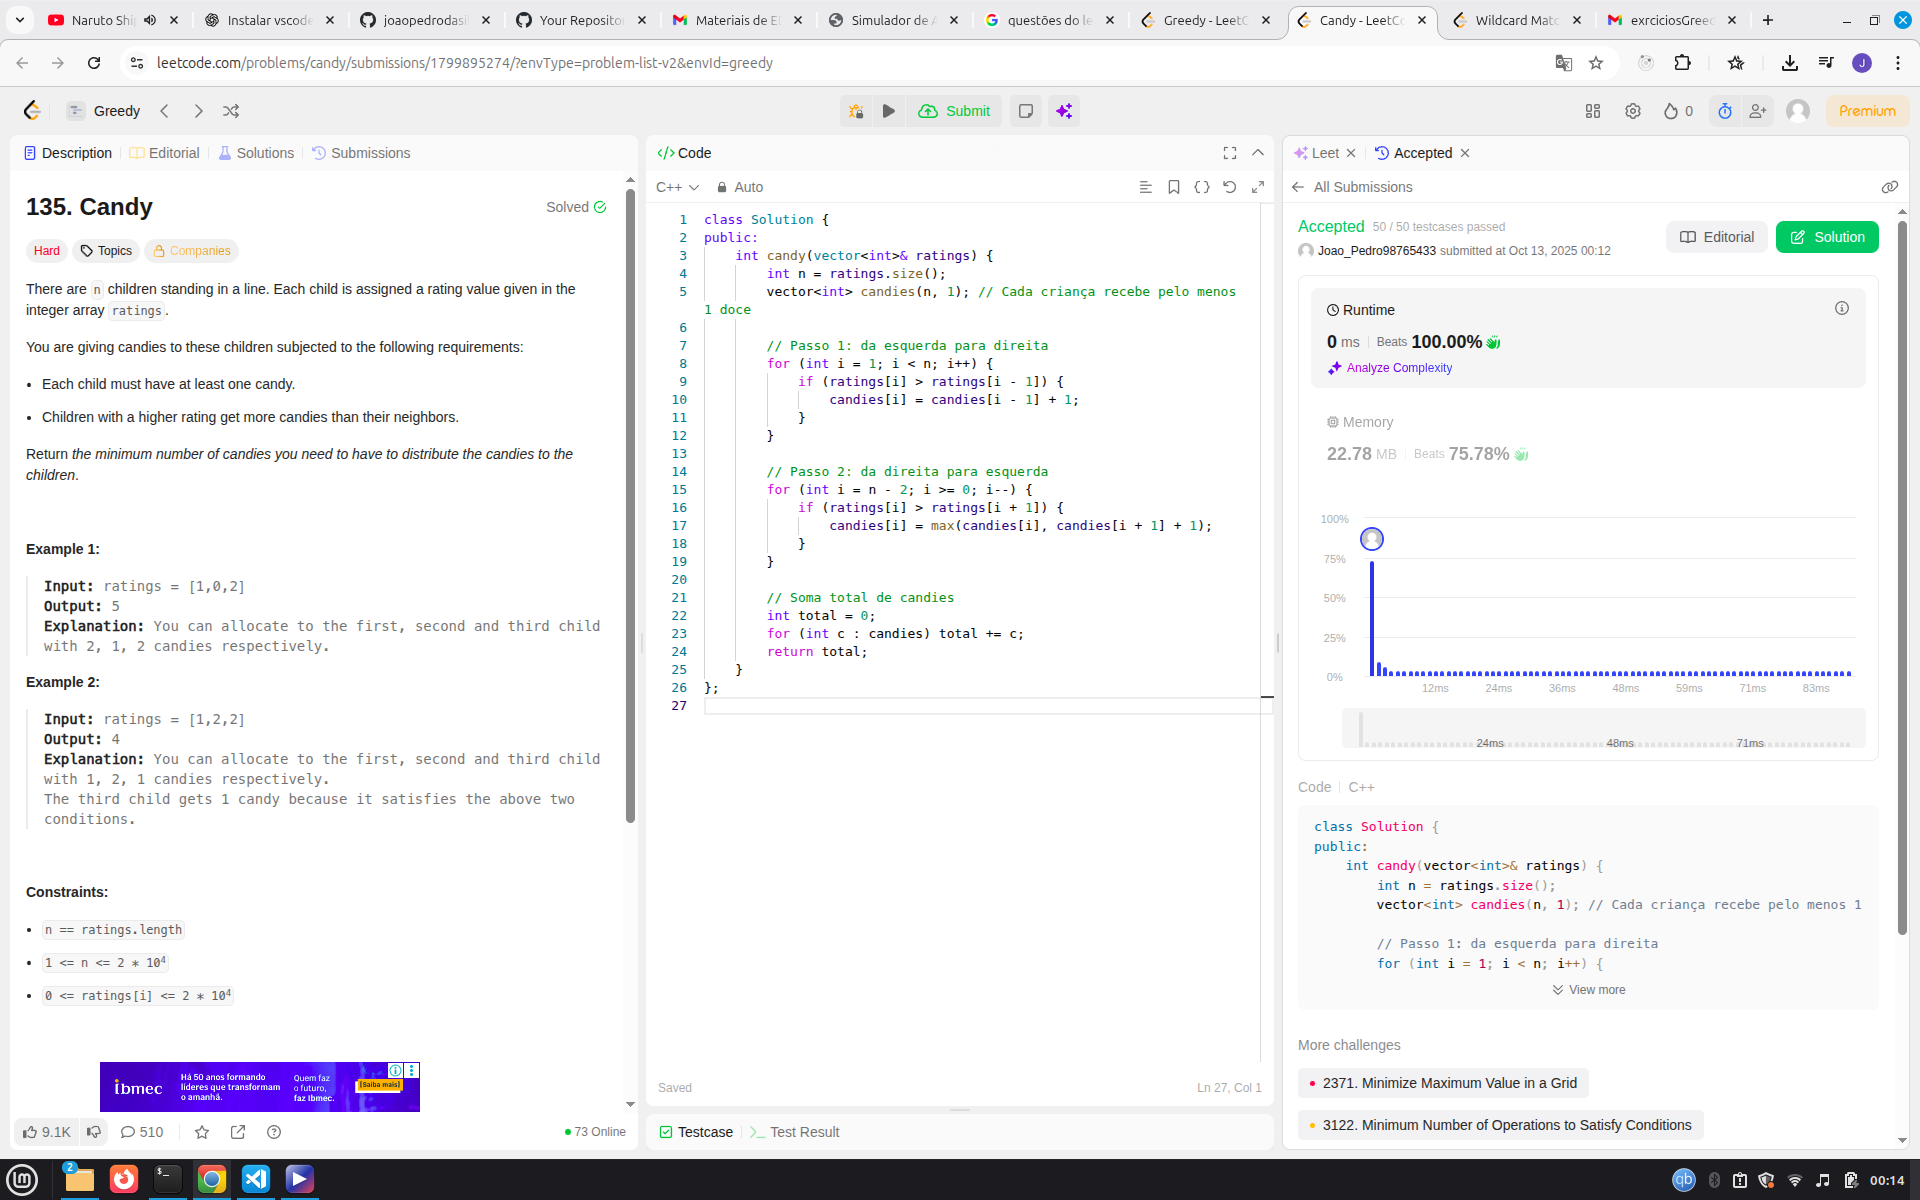 Naruto Ship
Instalar vscode
joaopedrodasil
Your Repositor
Materiais de El
Simulador de A
questões do le
Greedy - LeetC
Candy - LeetCo
Wildcard Matc
exrciciosGreed
leetcode.com/problems/candy/submissions/1799895274/?envType=problem-list-v2&envId=greedy
J
Greedy
Submit
0
Premium
Description
Editorial
Solutions
Submissions
135. Candy
Solved
Hard
Topics
Companies
There are n children standing in a line. Each child is assigned a rating value given in the
integer array ratings.
You are giving candies to these children subjected to the following requirements:
• Each child must have at least one candy.
• Children with a higher rating get more candies than their neighbors.
Return the minimum number of candies you need to have to distribute the candies to the
children.
Example 1:
Input: ratings = [1,0,2]
Output: 5
Explanation: You can allocate to the first, second and third child
with 2, 1, 2 candies respectively.
Example 2:
Input: ratings = [1,2,2]
Output: 4
Explanation: You can allocate to the first, second and third child
with 1, 2, 1 candies respectively.
The third child gets 1 candy because it satisfies the above two
conditions.
Constraints:
• n == ratings.length
• 1 <= n <= 2 * 10⁴
• 0 <= ratings[i] <= 2 * 10⁴
ibmec
Há 50 anos formando
líderes que transformam
o amanhã.
Quem faz
o futuro,
faz Ibmec.
[Saiba mais]
9.1K
510
73 Online
</> Code
C++
Auto
1 class Solution {
2 public:
3     int candy(vector<int>& ratings) {
4         int n = ratings.size();
5         vector<int> candies(n, 1); // Cada criança recebe pelo menos
1 doce
6
7         // Passo 1: da esquerda para direita
8         for (int i = 1; i < n; i++) {
9             if (ratings[i] > ratings[i - 1]) {
10                 candies[i] = candies[i - 1] + 1;
11             }
12         }
13
14         // Passo 2: da direita para esquerda
15         for (int i = n - 2; i >= 0; i--) {
16             if (ratings[i] > ratings[i + 1]) {
17                 candies[i] = max(candies[i], candies[i + 1] + 1);
18             }
19         }
20
21         // Soma total de candies
22         int total = 0;
23         for (int c : candies) total += c;
24         return total;
25     }
26 };
27
Saved
Ln 27, Col 1
Testcase
Test Result
Leet
Accepted
All Submissions
Accepted 50 / 50 testcases passed
Joao_Pedro98765433 submitted at Oct 13, 2025 00:12
Editorial
Solution
Runtime
0 ms
Beats 100.00%
Analyze Complexity
Memory
22.78 MB
Beats 75.78%
100%
75%
50%
25%
0%
12ms 24ms 36ms 48ms 59ms 71ms 83ms
24ms 48ms 71ms
Code
C++
class Solution {
public:
    int candy(vector<int>& ratings) {
        int n = ratings.size();
        vector<int> candies(n, 1); // Cada criança recebe pelo menos 1
        // Passo 1: da esquerda para direita
        for (int i = 1; i < n; i++) {
View more
More challenges
2371. Minimize Maximum Value in a Grid
3122. Minimum Number of Operations to Satisfy Conditions
2
$_
qb
00:14